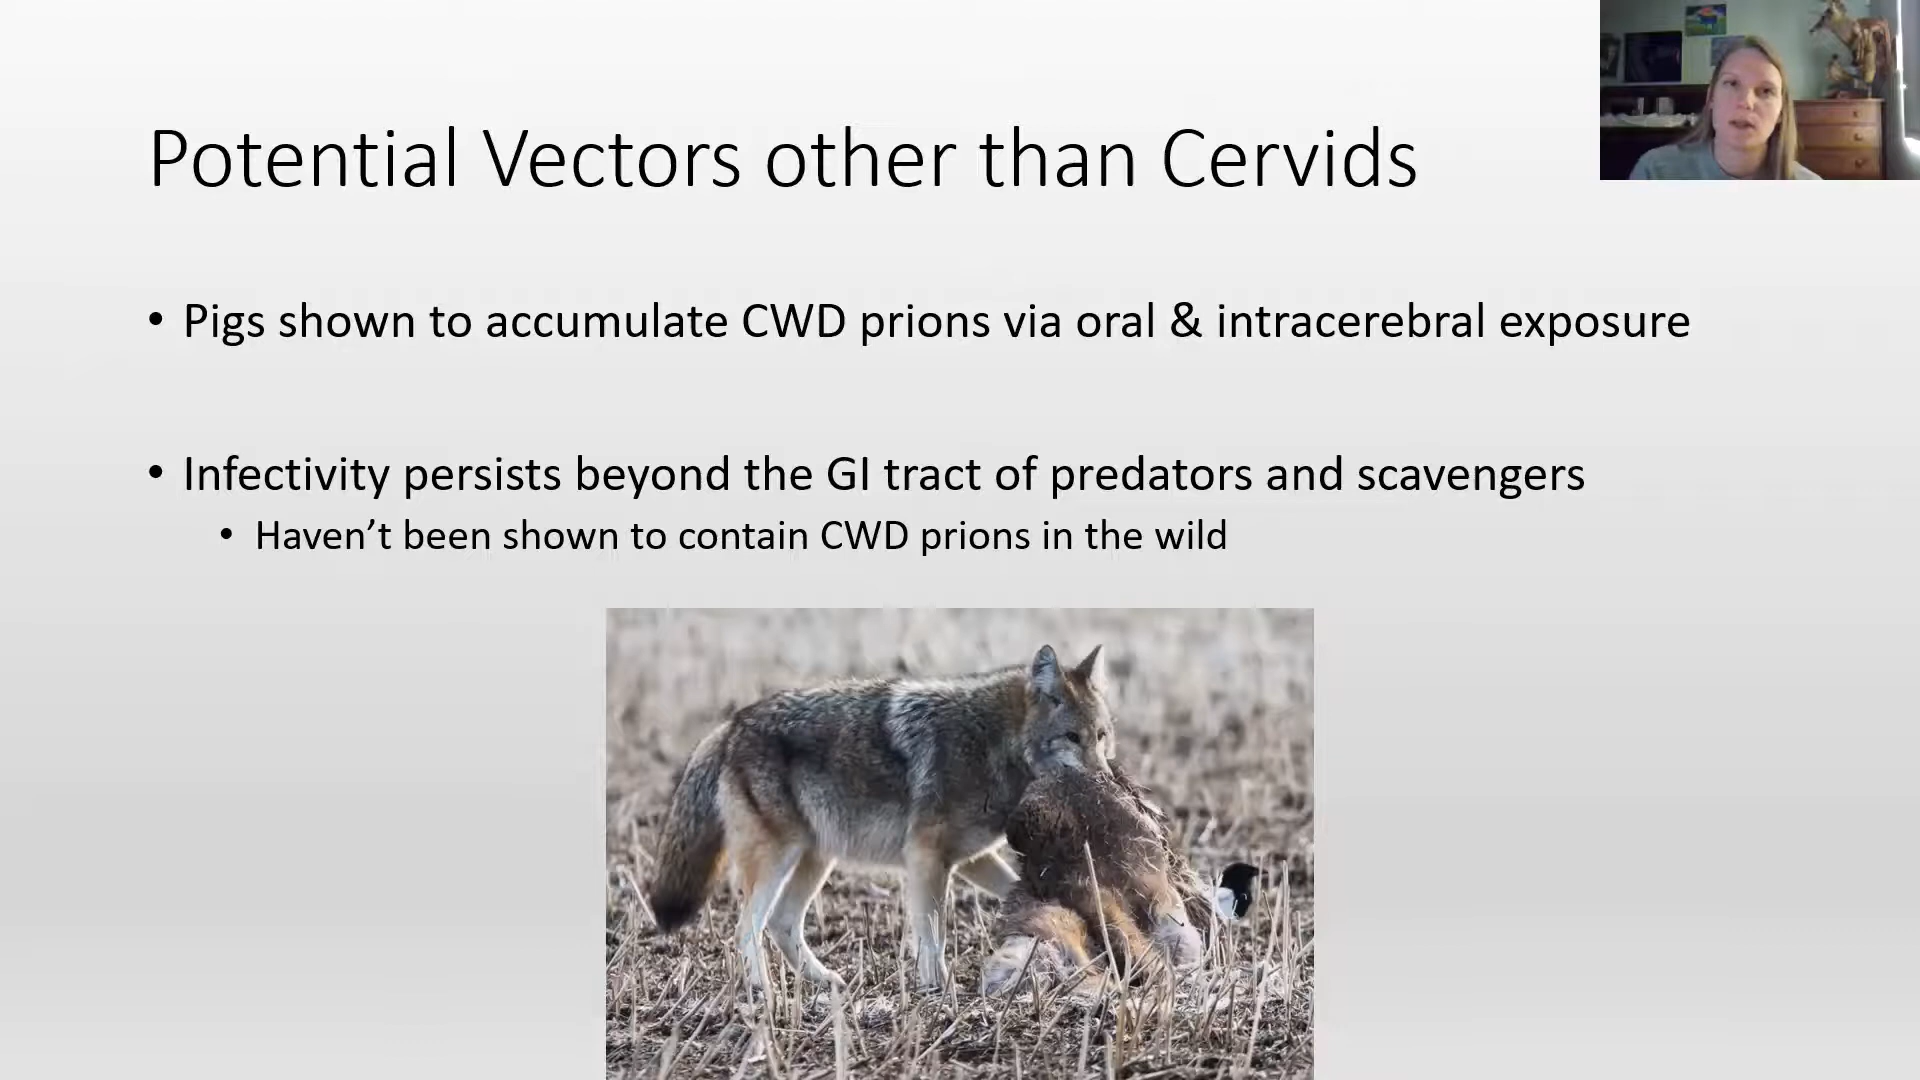 Potential Vectors other than Cervids
• Pigs shown to accumulate CWD prions via oral & intracerebral exposure
• Infectivity persists beyond the GI tract of predators and scavengers
• Haven’t been shown to contain CWD prions in the wild